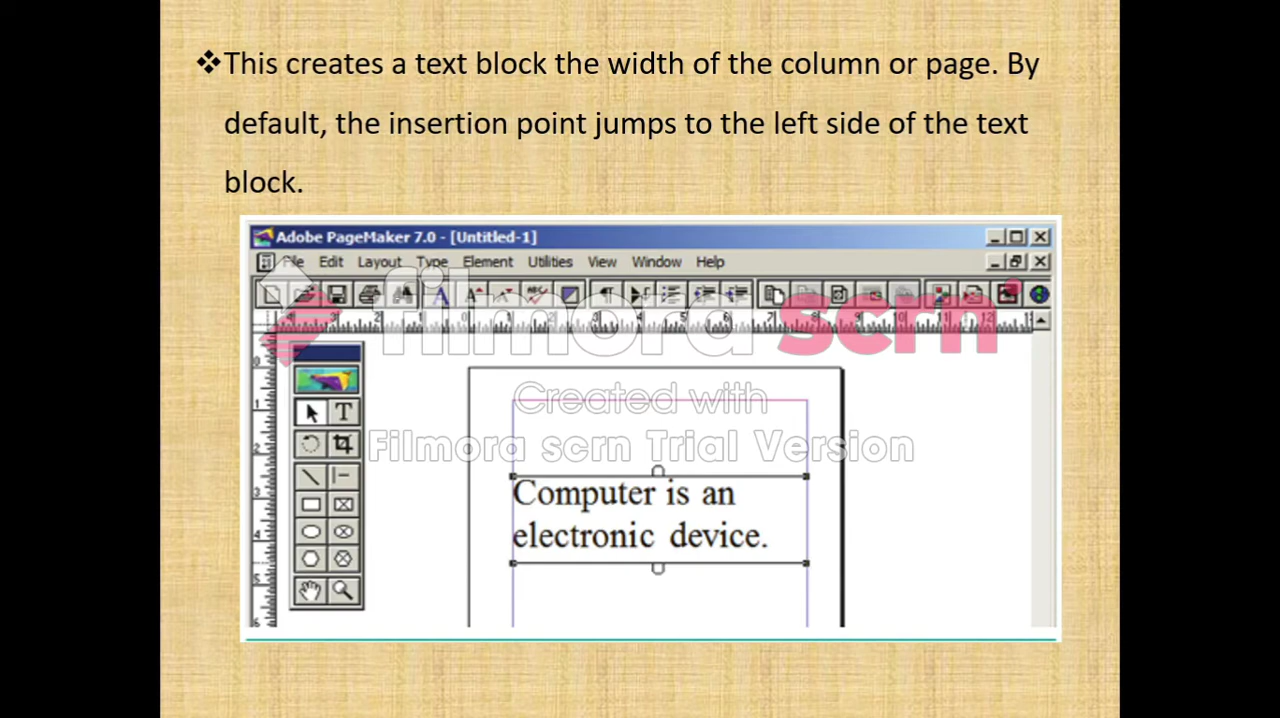 ❖This creates a text block the width of the column or page. By
default, the insertion point jumps to the left side of the text
block.
Adobe PageMaker 7.0 - [Untitled-1]
File Edit Layout Type Element Utilities View Window Help
filmora scrn
Created with
Filmora scrn Trial Version
T
Computer is an
electronic device.